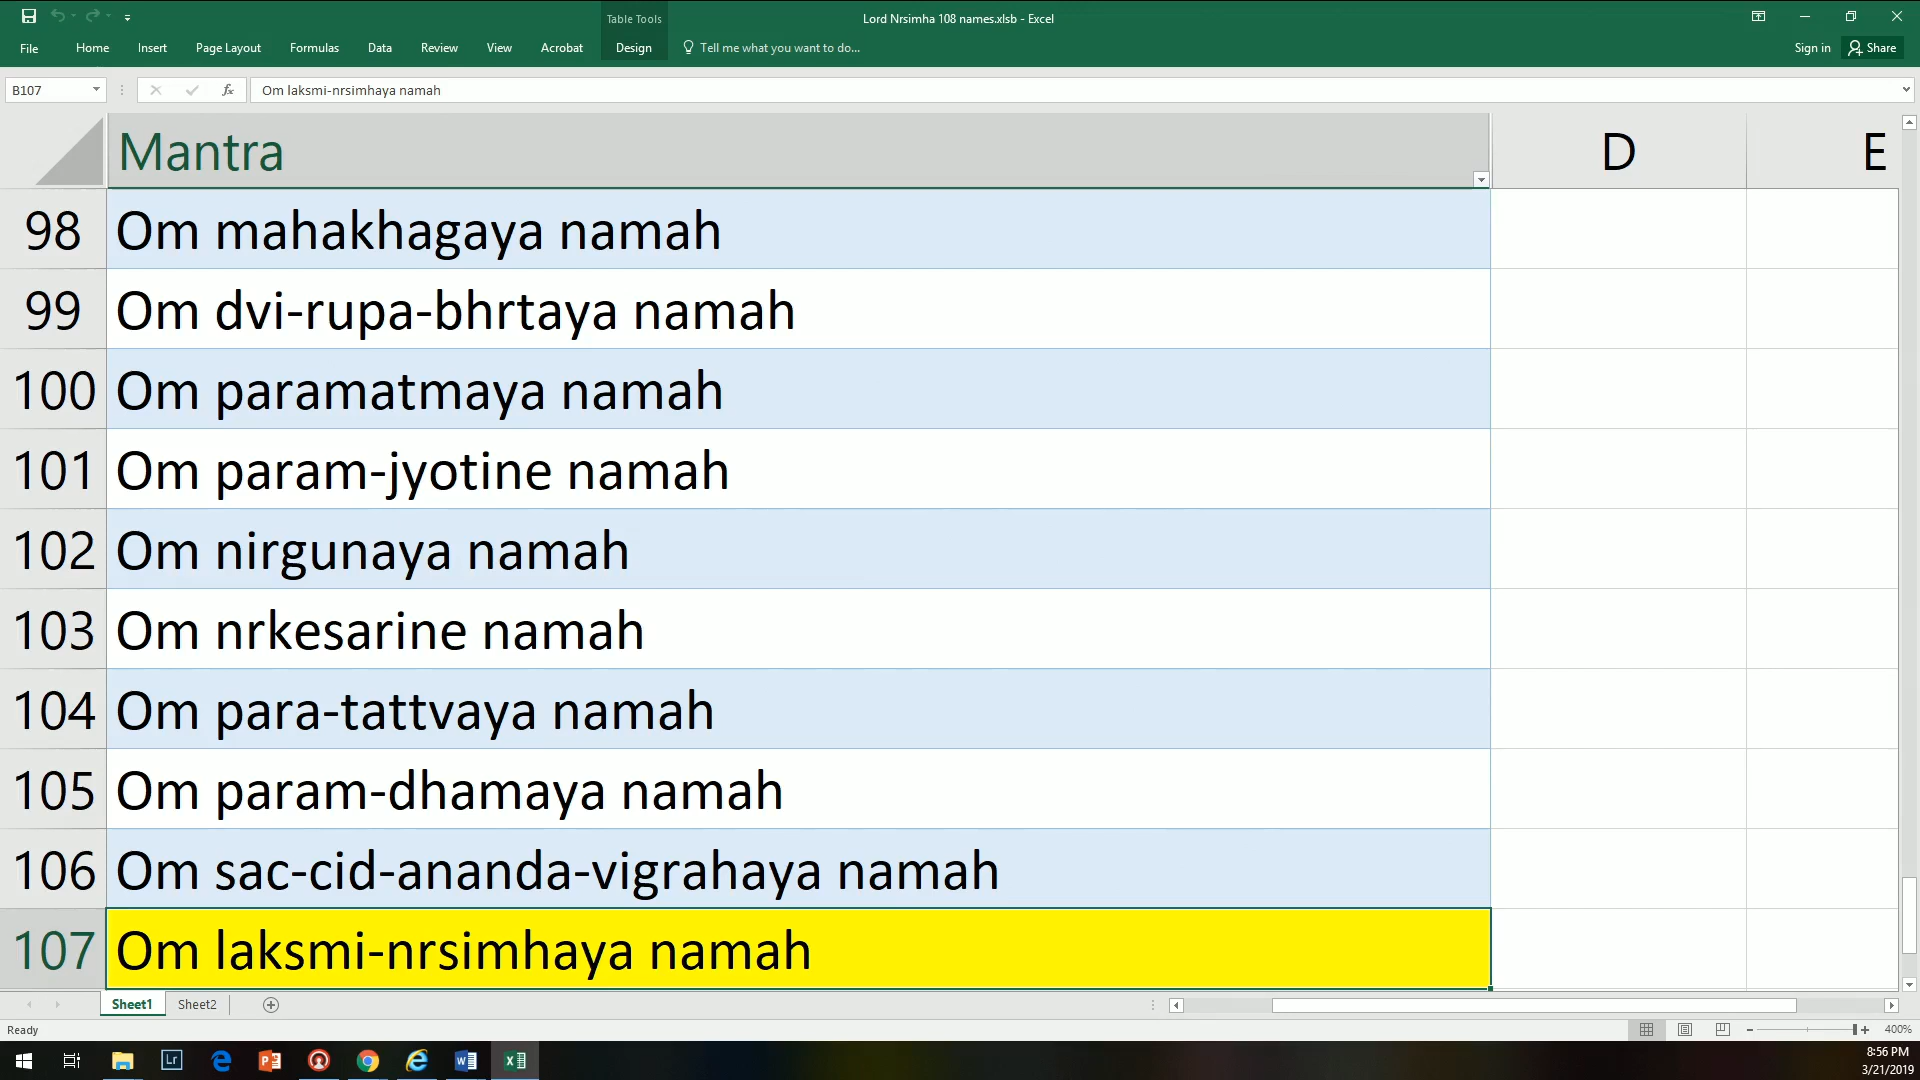 Table Tools
Lord Nrsimha 108 names.xlsb - Excel
File Home Insert Page Layout Formulas Data Review View Acrobat Design Tell me what you want to do... Sign in Share
B107 fx Om laksmi-nrsimhaya namah
Mantra D E
98 Om mahakhagaya namah
99 Om dvi-rupa-bhrtaya namah
100 Om paramatmaya namah
101 Om param-jyotine namah
102 Om nirgunaya namah
103 Om nrkesarine namah
104 Om para-tattvaya namah
105 Om param-dhamaya namah
106 Om sac-cid-ananda-vigrahaya namah
107 Om laksmi-nrsimhaya namah
Sheet1 Sheet2
Ready 400%
Lr
8:56 PM
3/21/2019